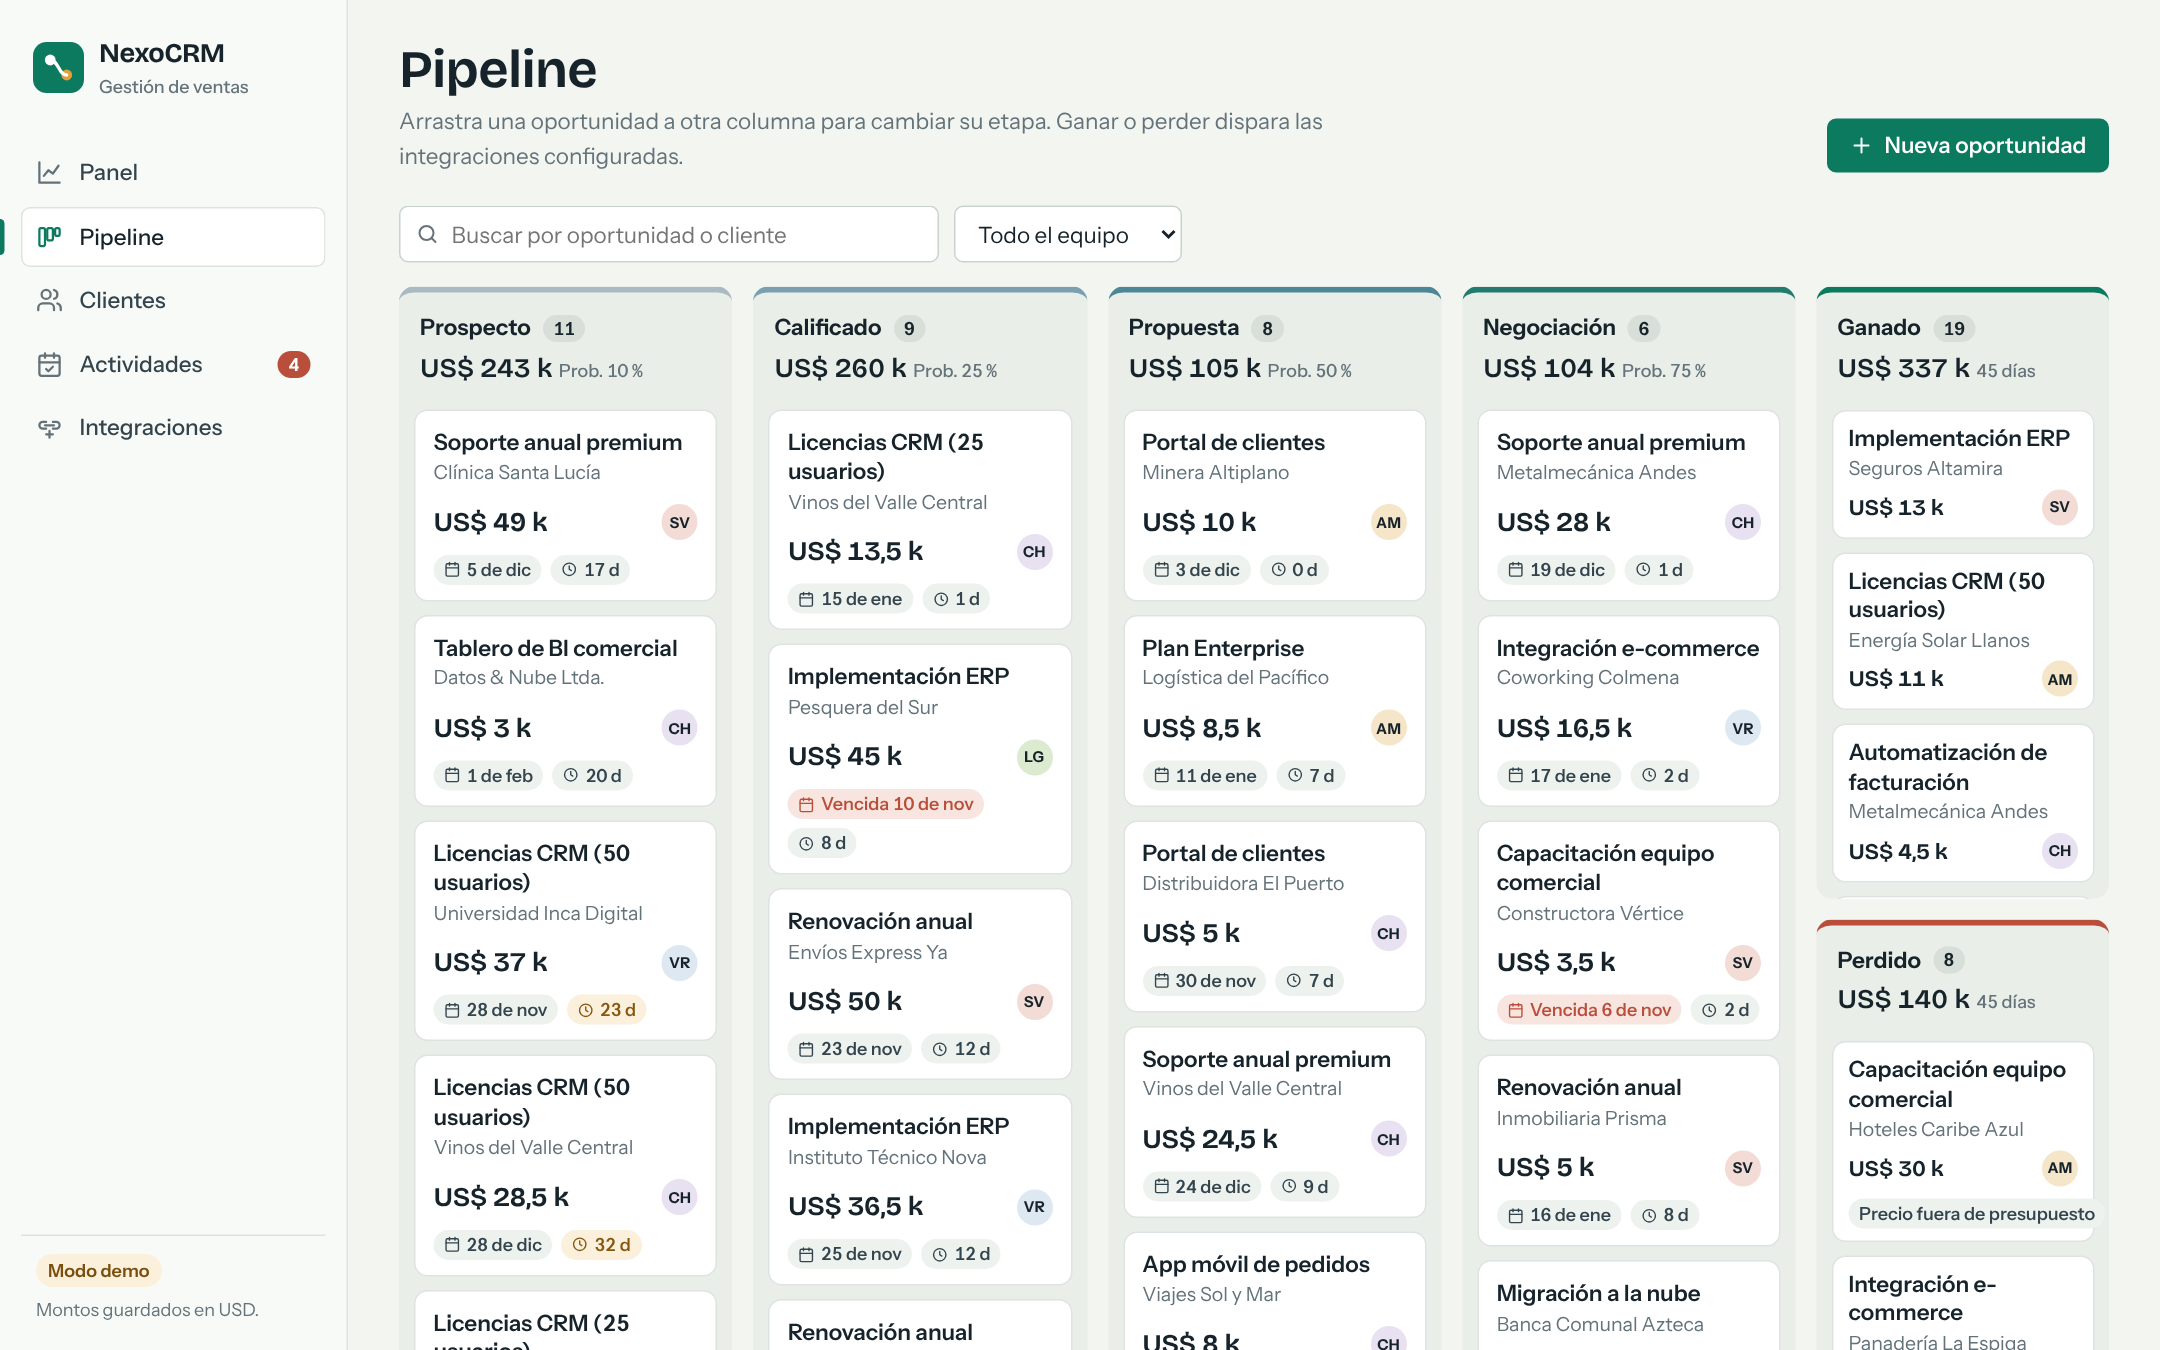 NexoCRM
Gestión de ventas
Panel
Pipeline
Clientes
Actividades 4
Integraciones
Modo demo
Montos guardados en USD.
Pipeline
Arrastra una oportunidad a otra columna para cambiar su etapa. Ganar o perder dispara las
integraciones configuradas.
Nueva oportunidad
Buscar por oportunidad o cliente
Todo el equipo
Prospecto 11
US$ 243 k Prob. 10 %
Soporte anual premium
Clínica Santa Lucía
US$ 49 k SV
5 de dic 17 d
Tablero de BI comercial
Datos & Nube Ltda.
US$ 3 k CH
1 de feb 20 d
Licencias CRM (50
usuarios)
Universidad Inca Digital
US$ 37 k VR
28 de nov 23 d
Licencias CRM (50
usuarios)
Vinos del Valle Central
US$ 28,5 k CH
28 de dic 32 d
Licencias CRM (25
usuarios)
Calificado 9
US$ 260 k Prob. 25 %
Licencias CRM (25
usuarios)
Vinos del Valle Central
US$ 13,5 k CH
15 de ene 1 d
Implementación ERP
Pesquera del Sur
US$ 45 k LG
Vencida 10 de nov
8 d
Renovación anual
Envíos Express Ya
US$ 50 k SV
23 de nov 12 d
Implementación ERP
Instituto Técnico Nova
US$ 36,5 k VR
25 de nov 12 d
Renovación anual
Propuesta 8
US$ 105 k Prob. 50 %
Portal de clientes
Minera Altiplano
US$ 10 k AM
3 de dic 0 d
Plan Enterprise
Logística del Pacífico
US$ 8,5 k AM
11 de ene 7 d
Portal de clientes
Distribuidora El Puerto
US$ 5 k CH
30 de nov 7 d
Soporte anual premium
Vinos del Valle Central
US$ 24,5 k CH
24 de dic 9 d
App móvil de pedidos
Viajes Sol y Mar
US$ 8 k CH
Negociación 6
US$ 104 k Prob. 75 %
Soporte anual premium
Metalmecánica Andes
US$ 28 k CH
19 de dic 1 d
Integración e-commerce
Coworking Colmena
US$ 16,5 k VR
17 de ene 2 d
Capacitación equipo
comercial
Constructora Vértice
US$ 3,5 k SV
Vencida 6 de nov 2 d
Renovación anual
Inmobiliaria Prisma
US$ 5 k SV
16 de ene 8 d
Migración a la nube
Banca Comunal Azteca
Ganado 19
US$ 337 k 45 días
Implementación ERP
Seguros Altamira
US$ 13 k SV
Licencias CRM (50
usuarios)
Energía Solar Llanos
US$ 11 k AM
Automatización de
facturación
Metalmecánica Andes
US$ 4,5 k CH
Perdido 8
US$ 140 k 45 días
Capacitación equipo
comercial
Hoteles Caribe Azul
US$ 30 k AM
Precio fuera de presupuesto
Integración e-
commerce
Panadería La Espiga